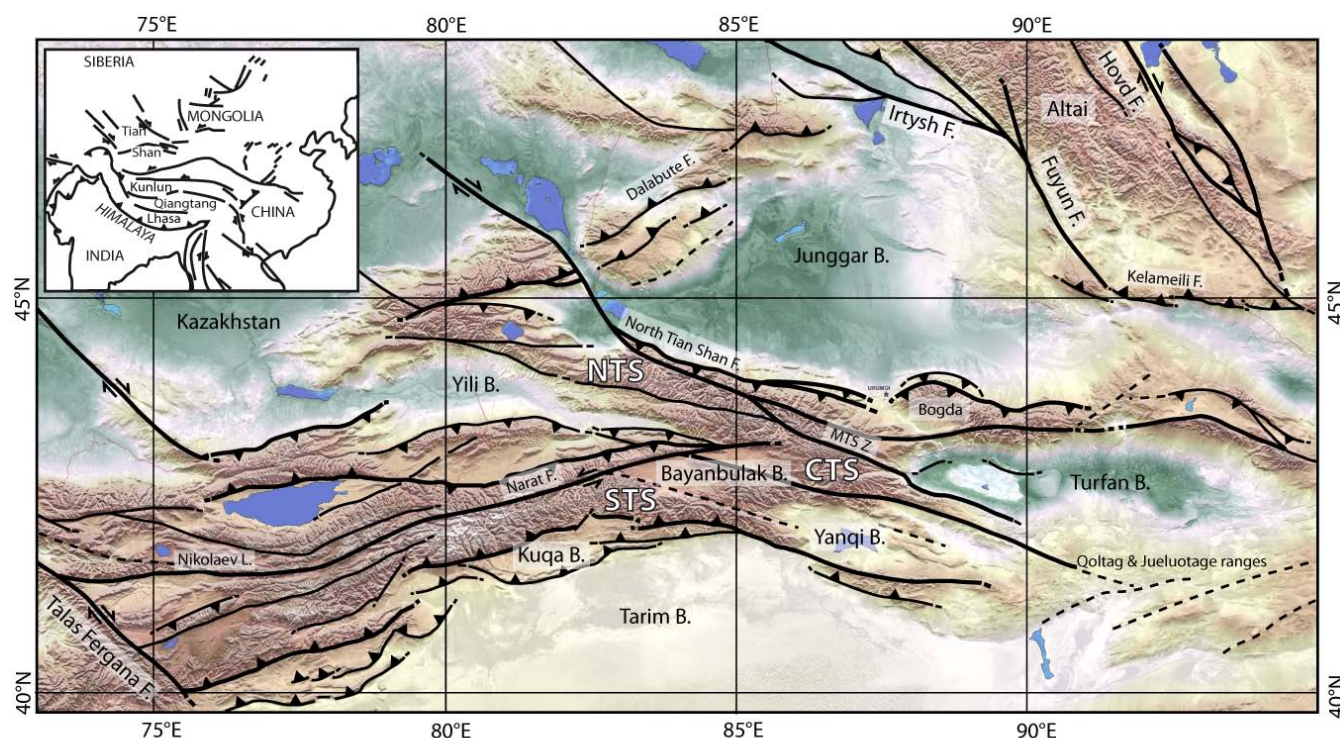 75°E
80°E
85°E
90°E
SIBERIA
MONGOLIA
Tian
Shan
Kunlun
Qiangtang
CHINA
Lhasa
HIMALAYA
INDIA
Altai
Hovd F.
Irtysh F.
Fuyun F.
Dalabute F.
Junggar B.
Kelameili F.
45°N
45°N
Kazakhstan
North Tian Shan F.
NTS
Yili B.
URUMQI
Bogda
MTS Z.
Narat F.
Bayanbulak B.
CTS
Turfan B.
STS
Yanqi B.
Nikolaev L.
Kuqa B.
Qoltag & Jueluotage ranges
Talas Fergana F.
Tarim B.
40°N
40°N
75°E
80°E
85°E
90°E